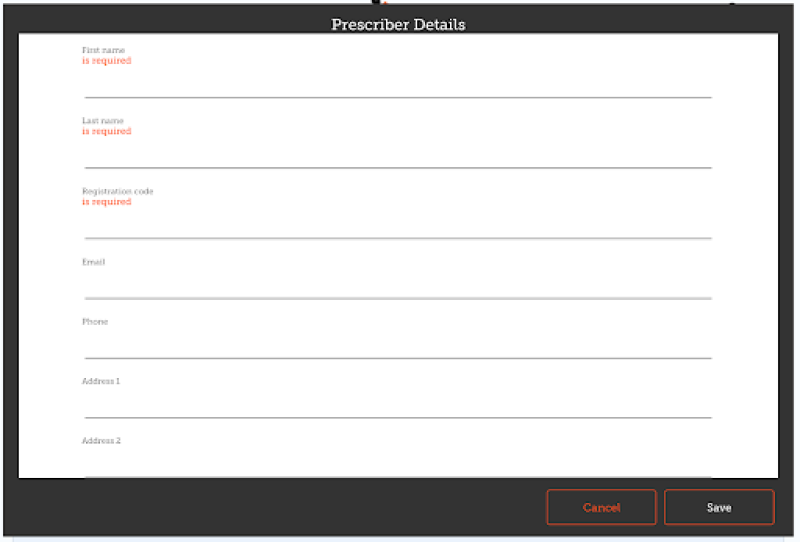 Prescriber Details
First name
is required
Last name
is required
Registration code
is required
Email
Phone
Address 1
Address 2
Cancel
Save